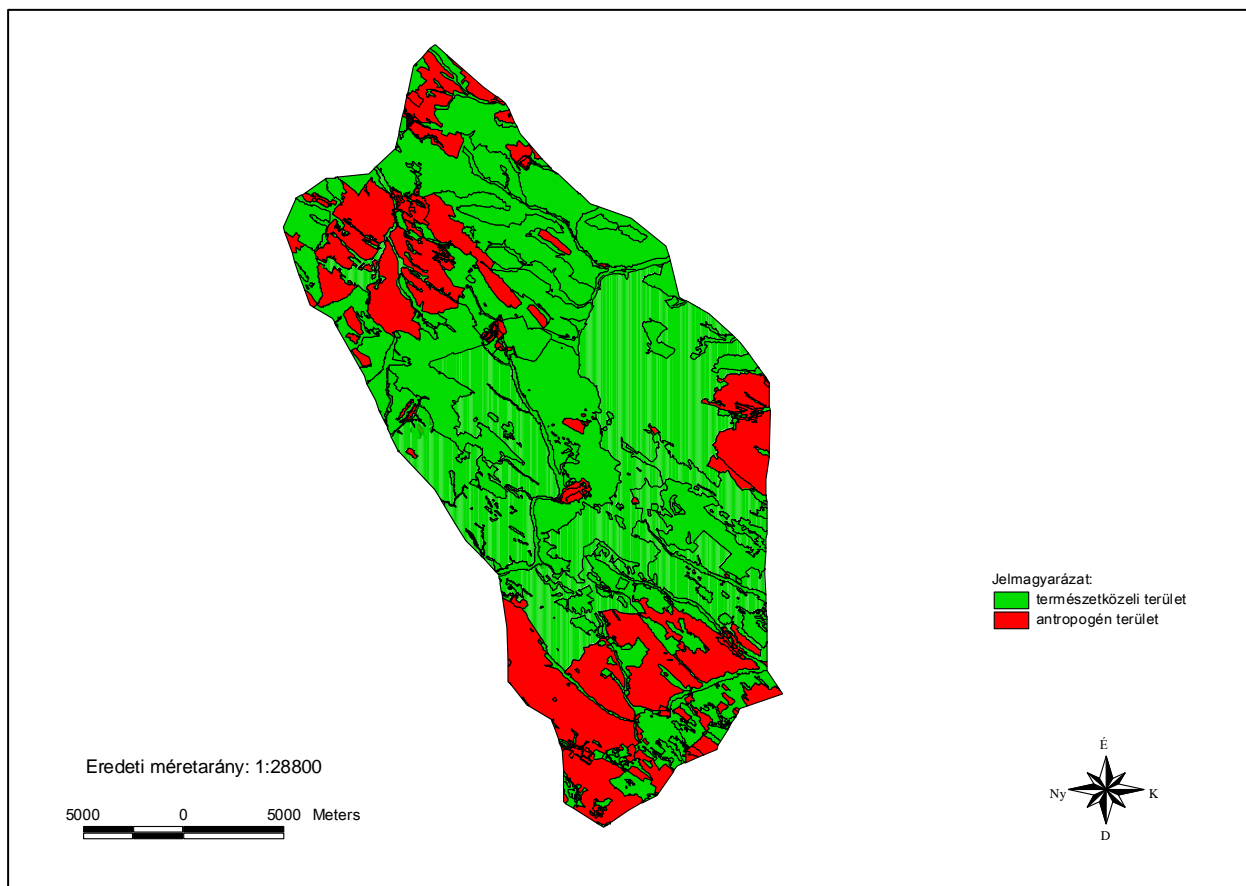 Jelmagyarázat:
természetközeli terület
antropogén terület
Eredeti méretarány: 1:28800
5000 0 5000 Meters
É
Ny K
D